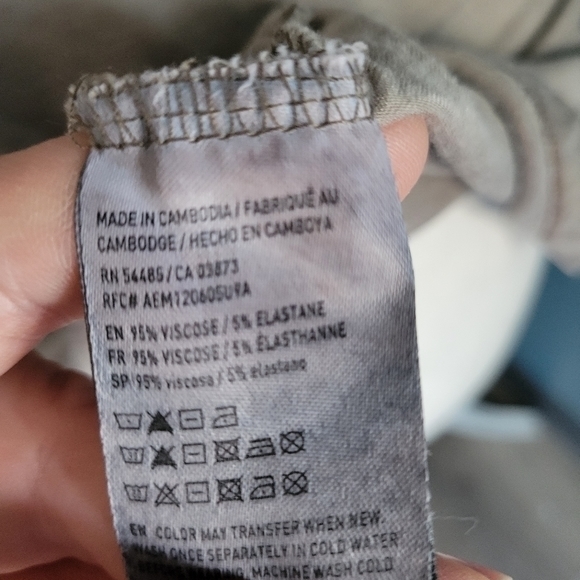 MADE IN CAMBODIA / FABRIQUÉ AU
CAMBODGE / HECHO EN CAMBOYA
RN 54485 / CA 03873
RFC# AEM120605U9A
EN 95% VISCOSE / 5% ELASTANE
FR 95% VISCOSE / 5% ÉLASTHANNE
SP 95% viscosa / 5% elastano
EN COLOR MAY TRANSFER WHEN NEW.
WASH ONCE SEPARATELY IN COLD WATER
MACHINE WASH COLD